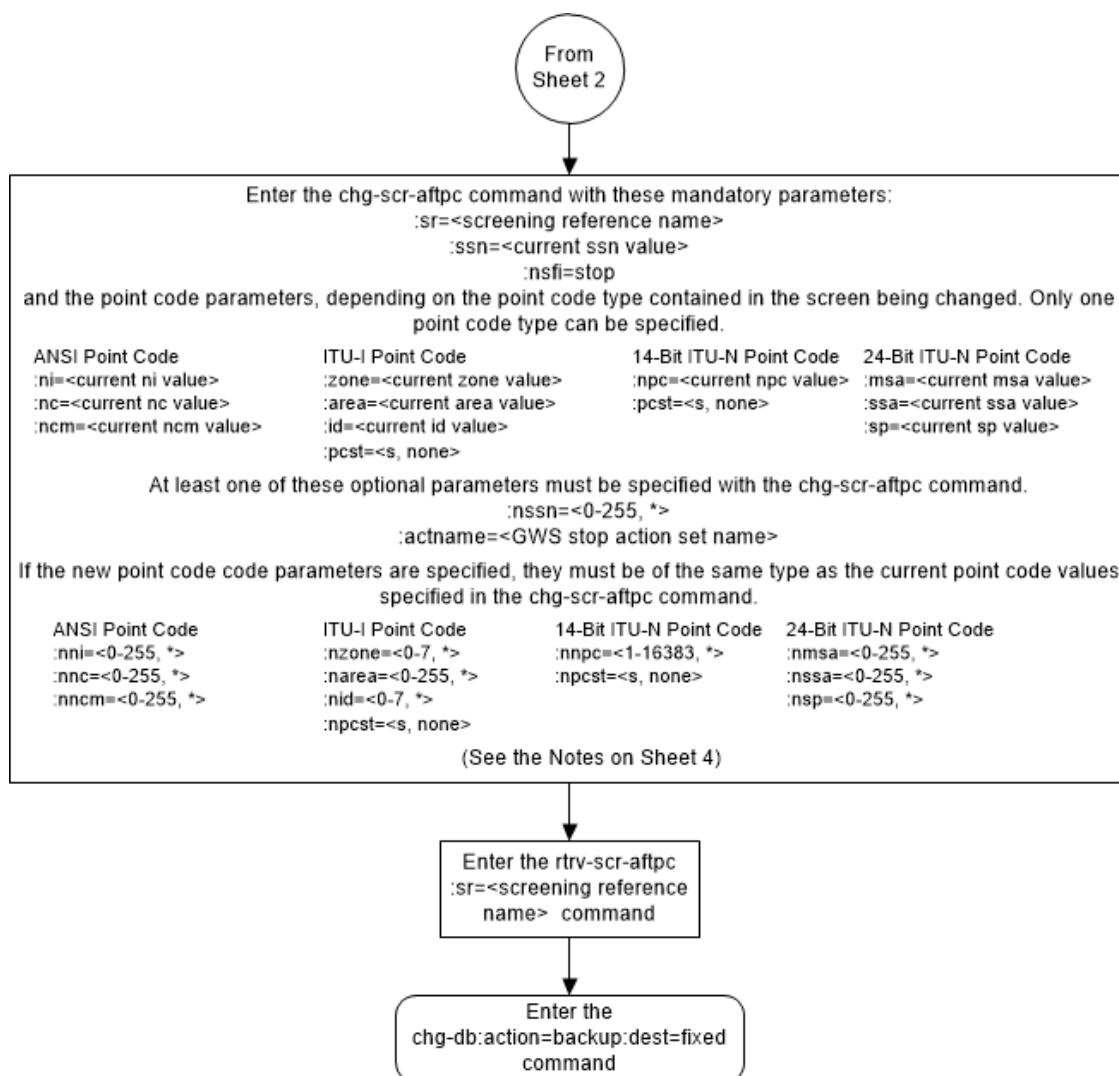 From
Sheet 2
Enter the chg-scr-aftpc command with these mandatory parameters:
:sr=<screening reference name>
:ssn=<current ssn value>
:nsfi=stop
and the point code parameters, depending on the point code type contained in the screen being changed. Only one
point code type can be specified.
ANSI Point Code
:ni=<current ni value>
:nc=<current nc value>
:ncm=<current ncm value>
ITU-I Point Code
:zone=<current zone value>
:area=<current area value>
:id=<current id value>
:pcst=<s, none>
14-Bit ITU-N Point Code
:npc=<current npc value>
:pcst=<s, none>
24-Bit ITU-N Point Code
:msa=<current msa value>
:ssa=<current ssa value>
:sp=<current sp value>
At least one of these optional parameters must be specified with the chg-scr-aftpc command.
:nssn=<0-255, *>
:actname=<GWS stop action set name>
If the new point code code parameters are specified, they must be of the same type as the current point code values
specified in the chg-scr-aftpc command.
ANSI Point Code
:nni=<0-255, *>
:nnc=<0-255, *>
:nncm=<0-255, *>
ITU-I Point Code
:nzone=<0-7, *>
:narea=<0-255, *>
:nid=<0-7, *>
:npcst=<s, none>
14-Bit ITU-N Point Code
:nnpc=<1-16383, *>
:npcst=<s, none>
24-Bit ITU-N Point Code
:nmsa=<0-255, *>
:nssa=<0-255, *>
:nsp=<0-255, *>
(See the Notes on Sheet 4)
Enter the rtrv-scr-aftpc
:sr=<screening reference
name> command
Enter the
chg-db:action=backup:dest=fixed
command